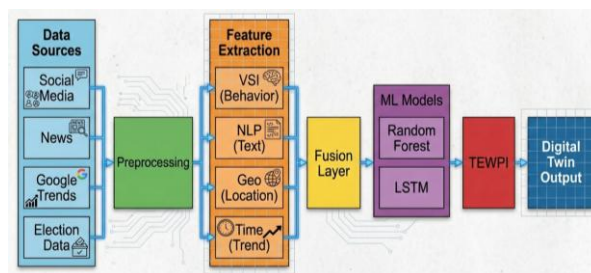 Data
Sources
Social
Media
News
Google
Trends
Election
Data
Preprocessing
Feature
Extraction
VSI
(Behavior)
NLP
(Text)
Geo
(Location)
Time
(Trend)
Fusion
Layer
ML Models
Random
Forest
LSTM
TEWPI
Digital
Twin
Output